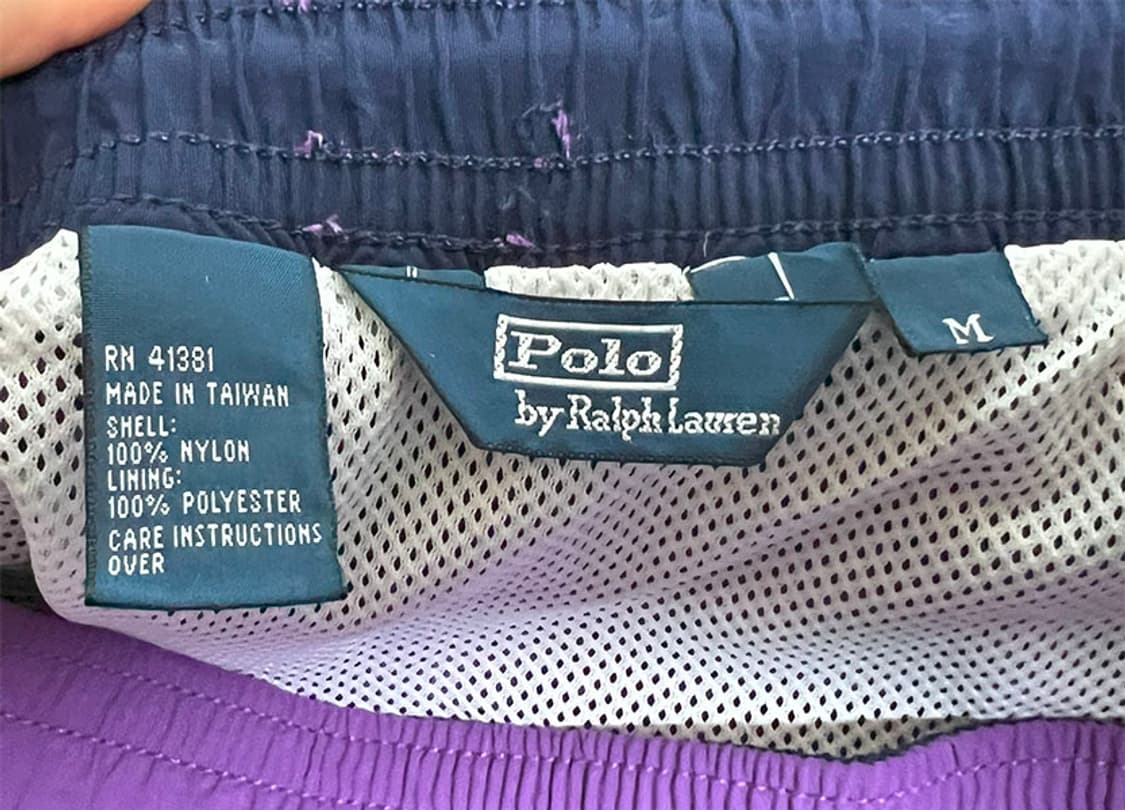 RN 41381
MADE IN TAIWAN
SHELL:
100% NYLON
LINING:
100% POLYESTER
CARE INSTRUCTIONS
OVER
Polo
by Ralph Lauren
M